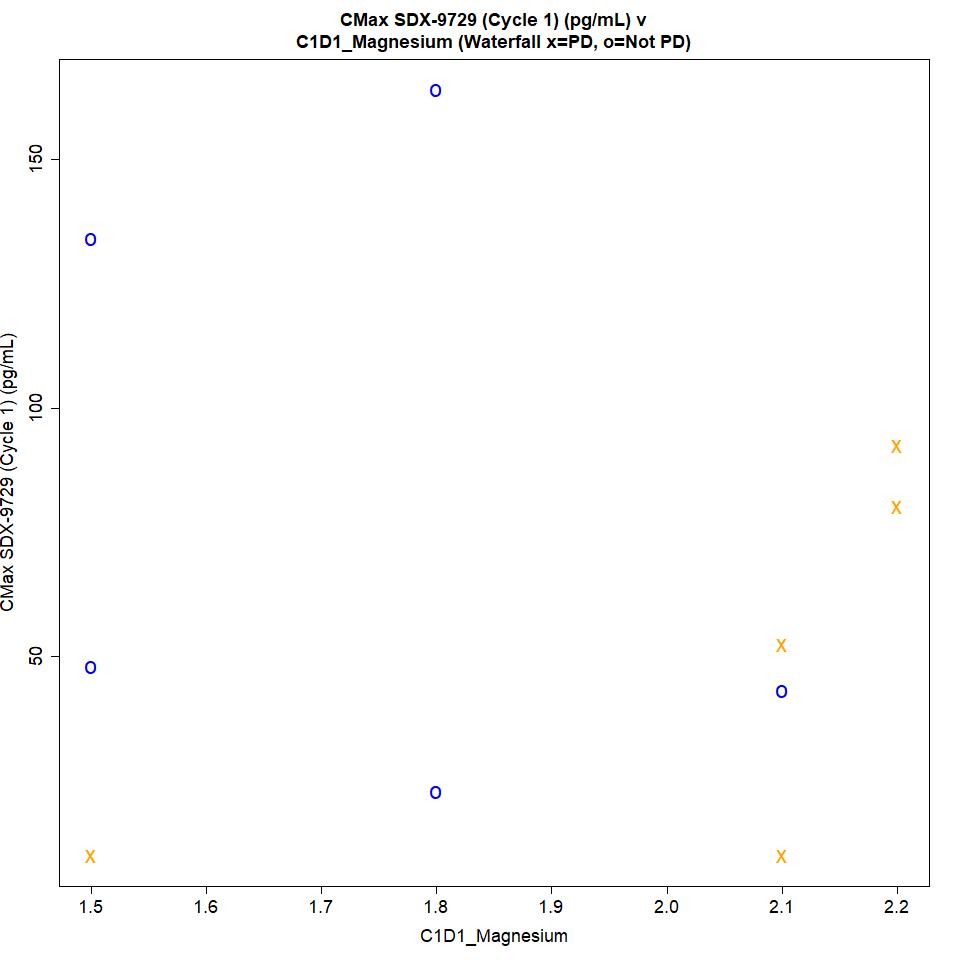 CMax SDX-9729 (Cycle 1) (pg/mL) v
C1D1_Magnesium (Waterfall x=PD, o=Not PD)
CMax SDX-9729 (Cycle 1) (pg/mL)
150
100
50
O
O
X
X
O
X
O
O
X
X
1.5 1.6 1.7 1.8 1.9 2.0 2.1 2.2
C1D1_Magnesium